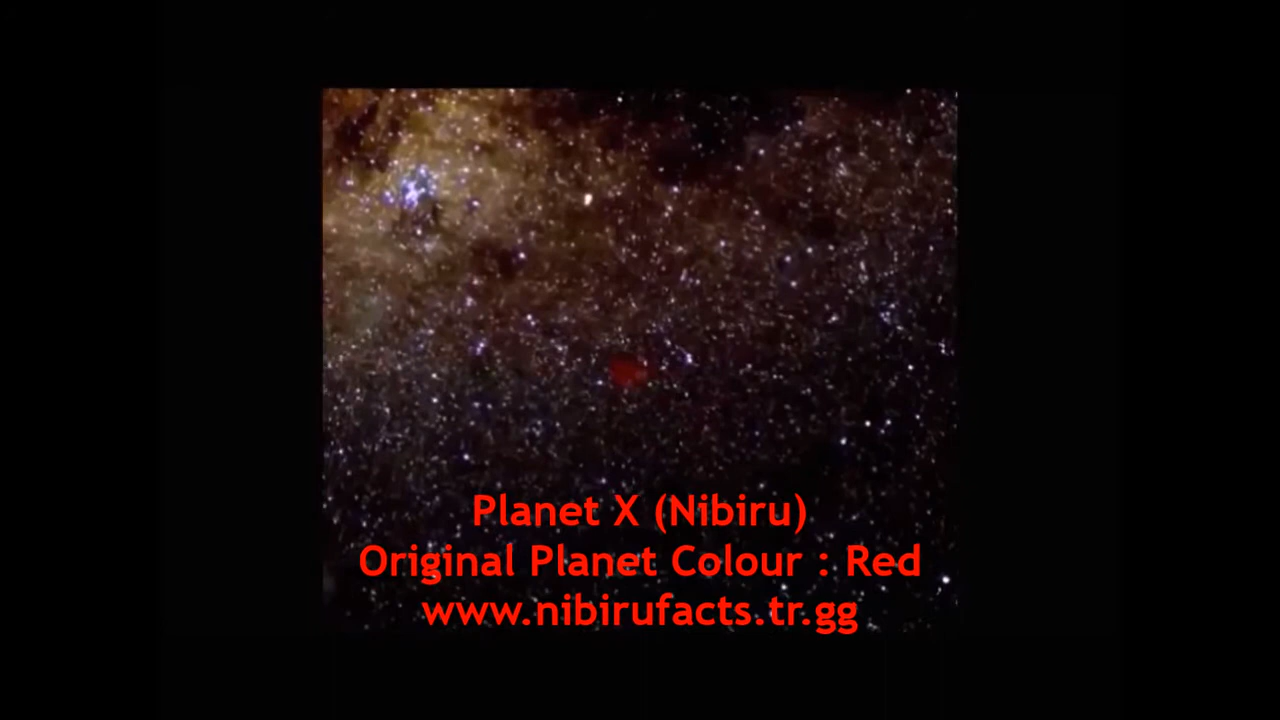 Planet X (Nibiru)
Original Planet Colour : Red
www.nibirufacts.tr.gg